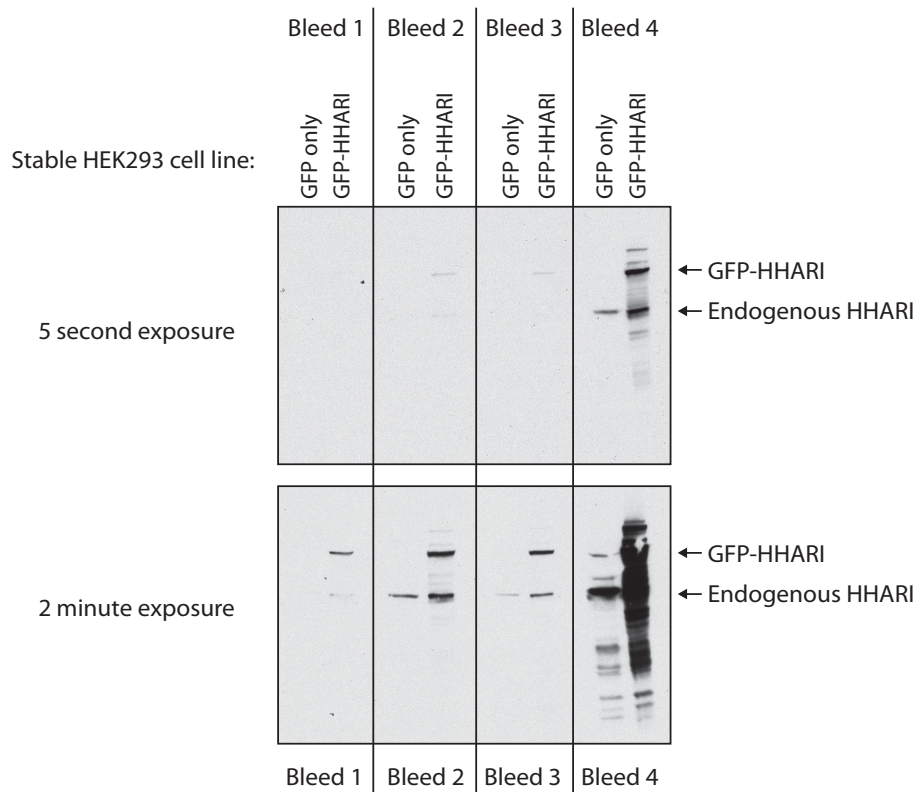 Bleed 1 Bleed 2 Bleed 3 Bleed 4
Stable HEK293 cell line:
GFP only
GFP-HHARI
GFP only
GFP-HHARI
GFP only
GFP-HHARI
GFP only
GFP-HHARI
5 second exposure
GFP-HHARI
Endogenous HHARI
2 minute exposure
GFP-HHARI
Endogenous HHARI
Bleed 1 Bleed 2 Bleed 3 Bleed 4